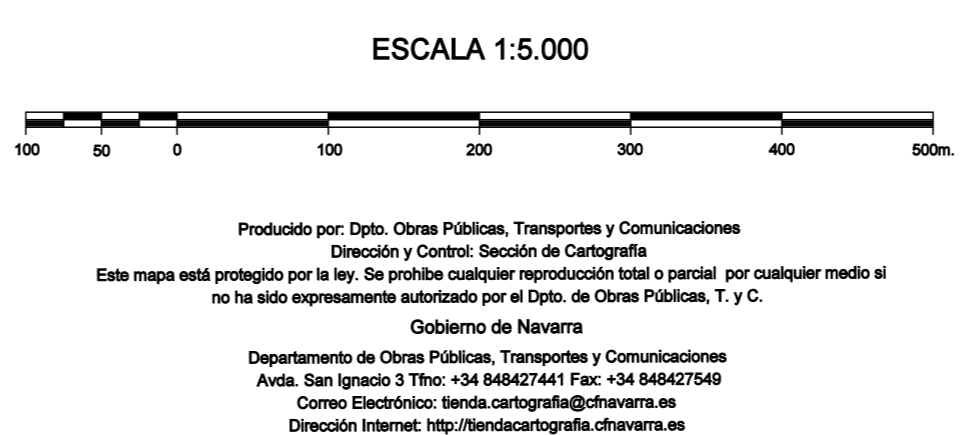 ESCALA 1:5.000
100 50 0 100 200 300 400 500m.
Producido por: Dpto. Obras Públicas, Transportes y Comunicaciones
Dirección y Control: Sección de Cartografía
Este mapa está protegido por la ley. Se prohibe cualquier reproducción total o parcial por cualquier medio si
no ha sido expresamente autorizado por el Dpto. de Obras Públicas, T. y C.
Gobierno de Navarra
Departamento de Obras Públicas, Transportes y Comunicaciones
Avda. San Ignacio 3 Tfno: +34 848427441 Fax: +34 848427549
Correo Electrónico: tienda.cartografia@cfnavarra.es
Dirección Internet: http://tiendacartografia.cfnavarra.es